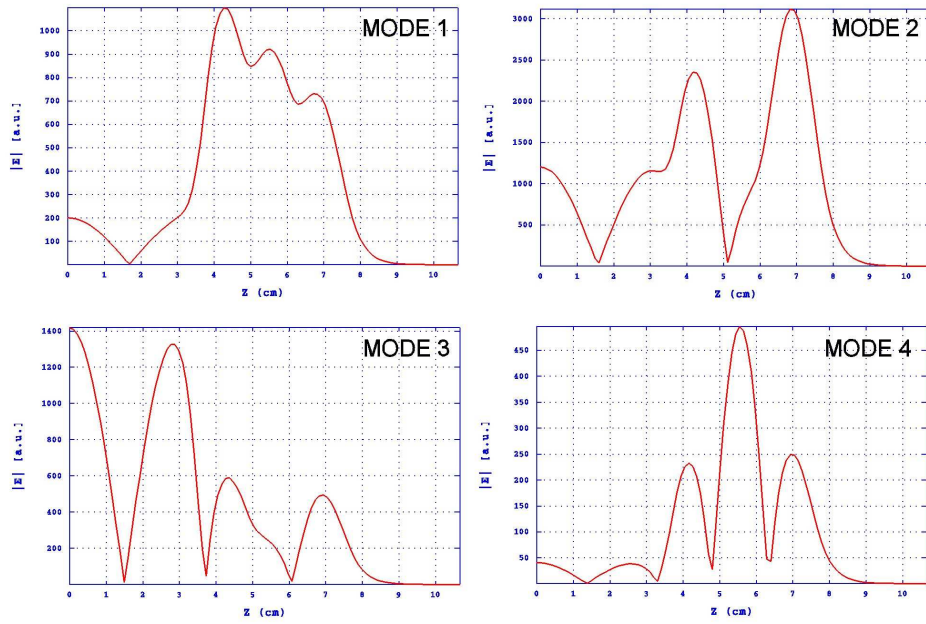 MODE 1
1100
1000
900
800
700
600
500
400
300
200
100
|E| [a.u.]
0 1 2 3 4 5 6 7 8 9 10
Z (cm)
MODE 2
3000
2500
2000
1500
1000
500
|E| [a.u.]
0 1 2 3 4 5 6 7 8 9 10
Z (cm)
MODE 3
1400
1200
1000
800
600
400
200
|E| [a.u.]
0 1 2 3 4 5 6 7 8 9 10
Z (cm)
MODE 4
450
400
350
300
250
200
150
100
50
|E| [a.u.]
0 1 2 3 4 5 6 7 8 9 10
Z (cm)